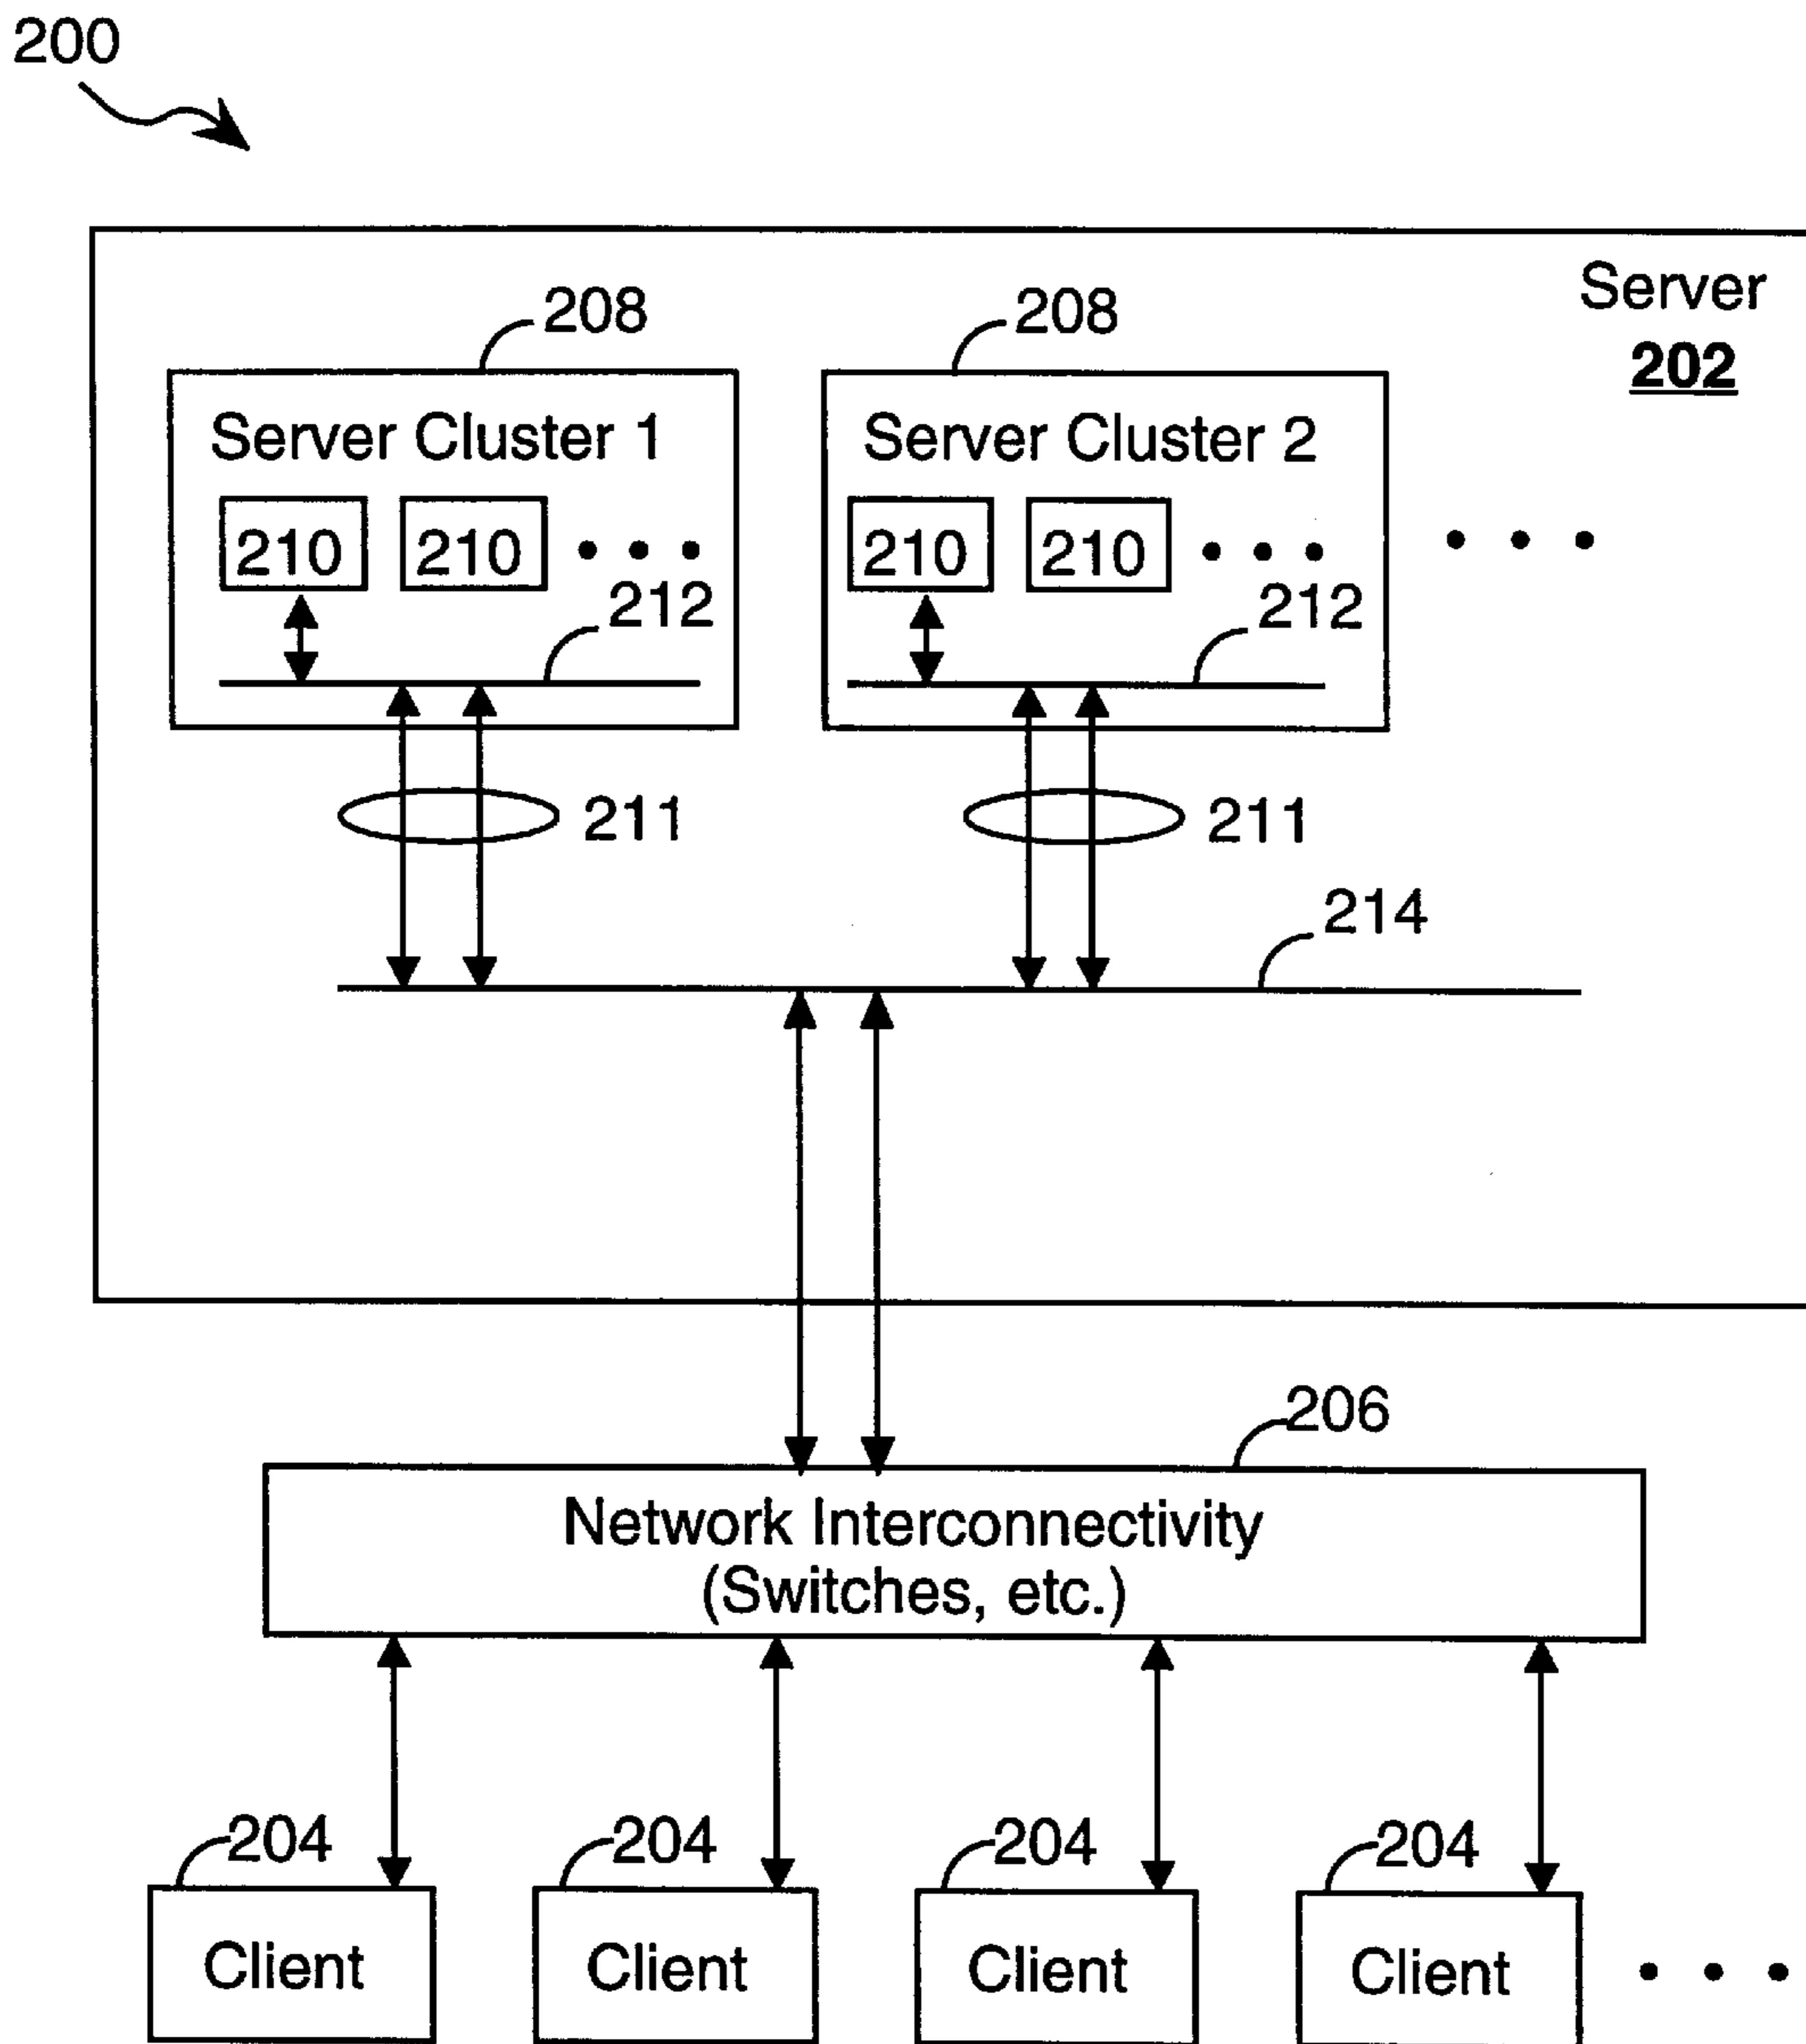 200
Server
202
208
208
Server Cluster 1
Server Cluster 2
210
210
210
210
212
212
211
211
214
206
Network Interconnectivity
(Switches, etc.)
204
204
204
204
Client
Client
Client
Client